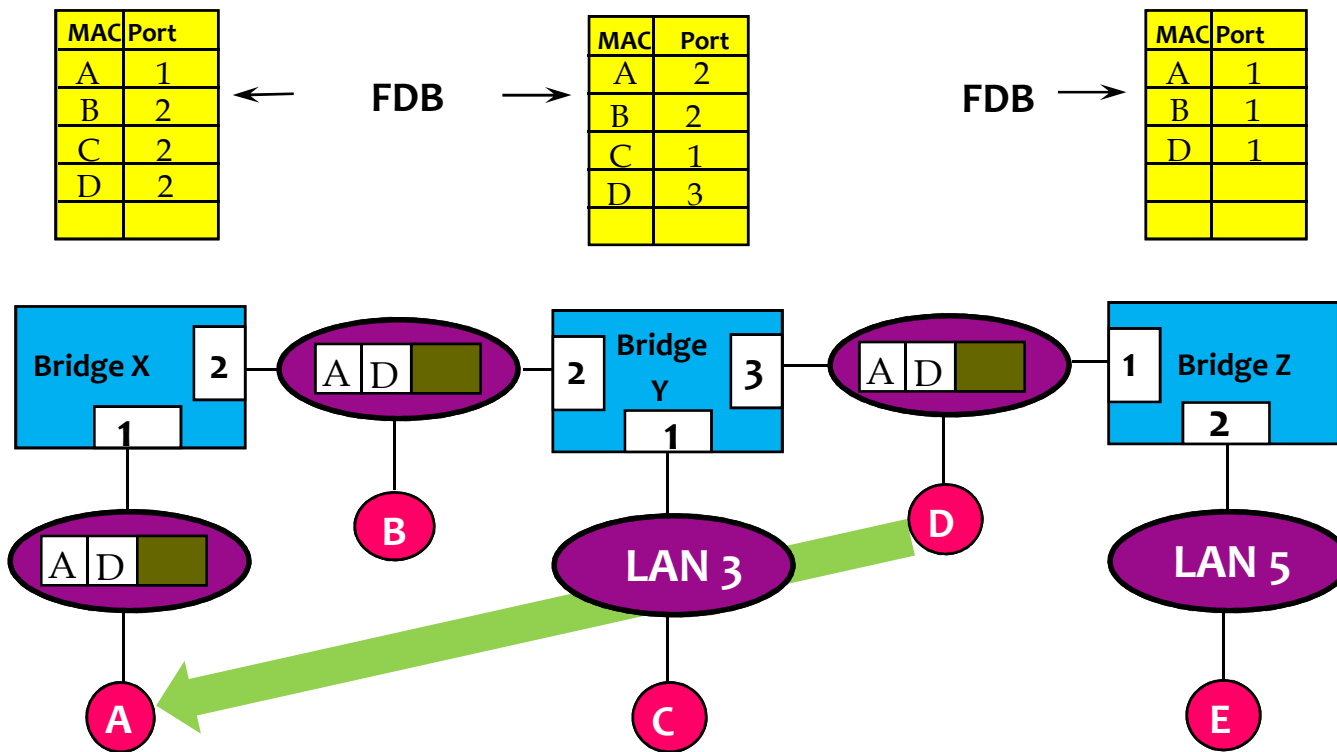 MAC Port
A 1
B 2
C 2
D 2
FDB
MAC Port
A 2
B 2
C 1
D 3
FDB
MAC Port
A 1
B 1
D 1
Bridge X
2
1
A D
2
Bridge
Y
3
1
A D
1
Bridge Z
2
B
D
A D
LAN 3
LAN 5
A
C
E